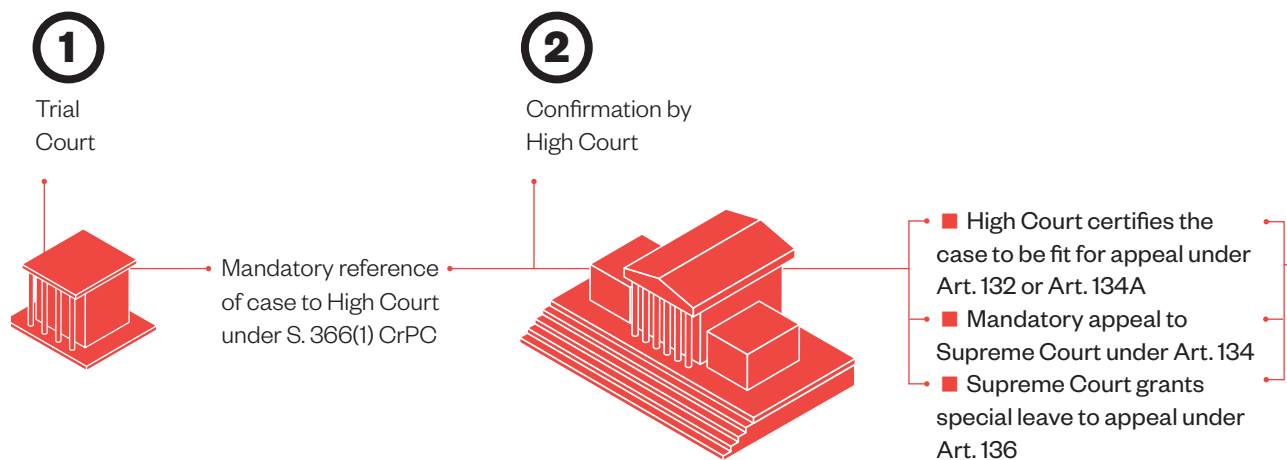 1
Trial
Court
Mandatory reference
of case to High Court
under S. 366(1) CrPC
2
Confirmation by
High Court
High Court certifies the
case to be fit for appeal under
Art. 132 or Art. 134A
Mandatory appeal to
Supreme Court under Art. 134
Supreme Court grants
special leave to appeal under
Art. 136